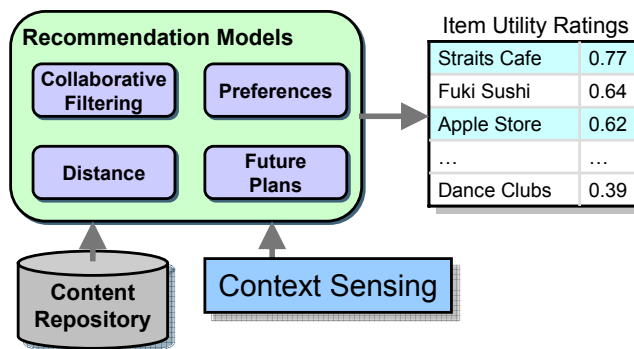 Recommendation Models
Collaborative
Filtering
Preferences
Distance
Future
Plans
Content
Repository
Context Sensing
Item Utility Ratings
Straits Cafe 0.77
Fuki Sushi 0.64
Apple Store 0.62
… …
Dance Clubs 0.39